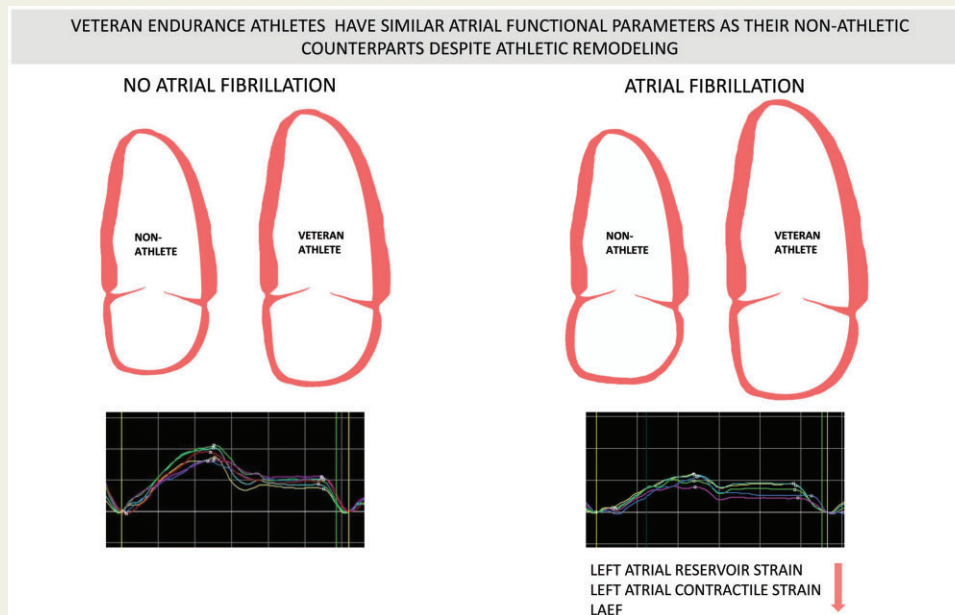 VETERAN ENDURANCE ATHLETES HAVE SIMILAR ATRIAL FUNCTIONAL PARAMETERS AS THEIR NON-ATHLETIC
COUNTERPARTS DESPITE ATHLETIC REMODELING
NO ATRIAL FIBRILLATION
ATRIAL FIBRILLATION
NON-
ATHLETE
VETERAN
ATHLETE
NON-
ATHLETE
VETERAN
ATHLETE
LEFT ATRIAL RESERVOIR STRAIN
LEFT ATRIAL CONTRACTILE STRAIN
LAEF